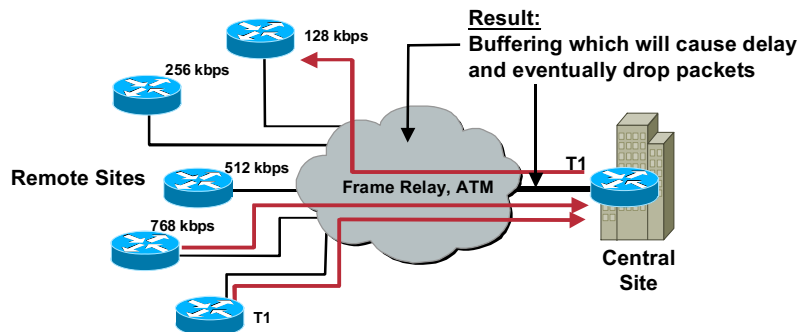 Result:
Buffering which will cause delay
and eventually drop packets
128 kbps
256 kbps
T1
512 kbps
Remote Sites
Frame Relay, ATM
768 kbps
Central
Site
T1